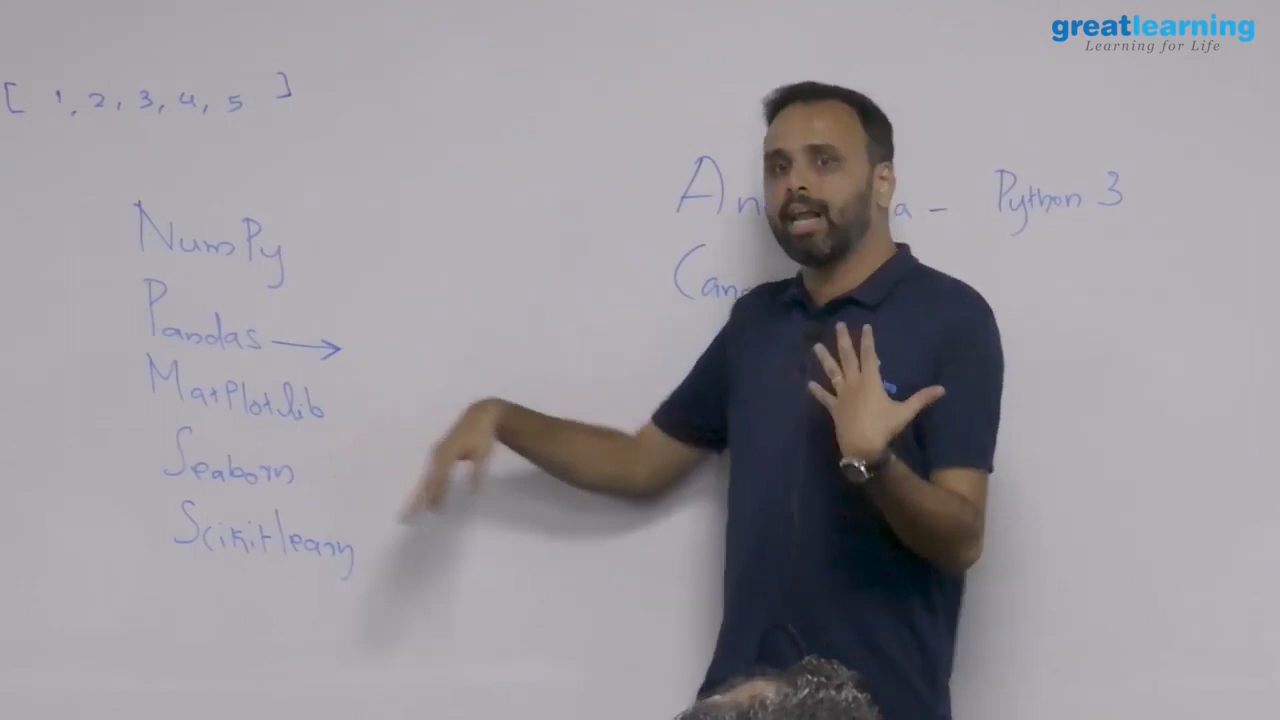 greatlearning
Learning for Life
[ 1, 2, 3, 4, 5 ]
NumPy
Pandas →
MatPlotlib
Seaborn
Scikitlearn
- Python 3